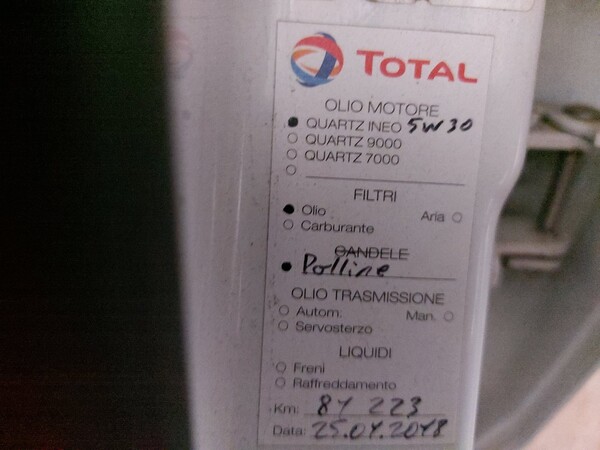 TOTAL
OLIO MOTORE
QUARTZ INEO 5W30
QUARTZ 9000
QUARTZ 7000
FILTRI
Olio Aria
Carburante
CANDELE
Polline
OLIO TRASMISSIONE
Autom. Man.
Servosterzo
LIQUIDI
Freni
Raffreddamento
Km: 81 223
Data: 25.04.2018